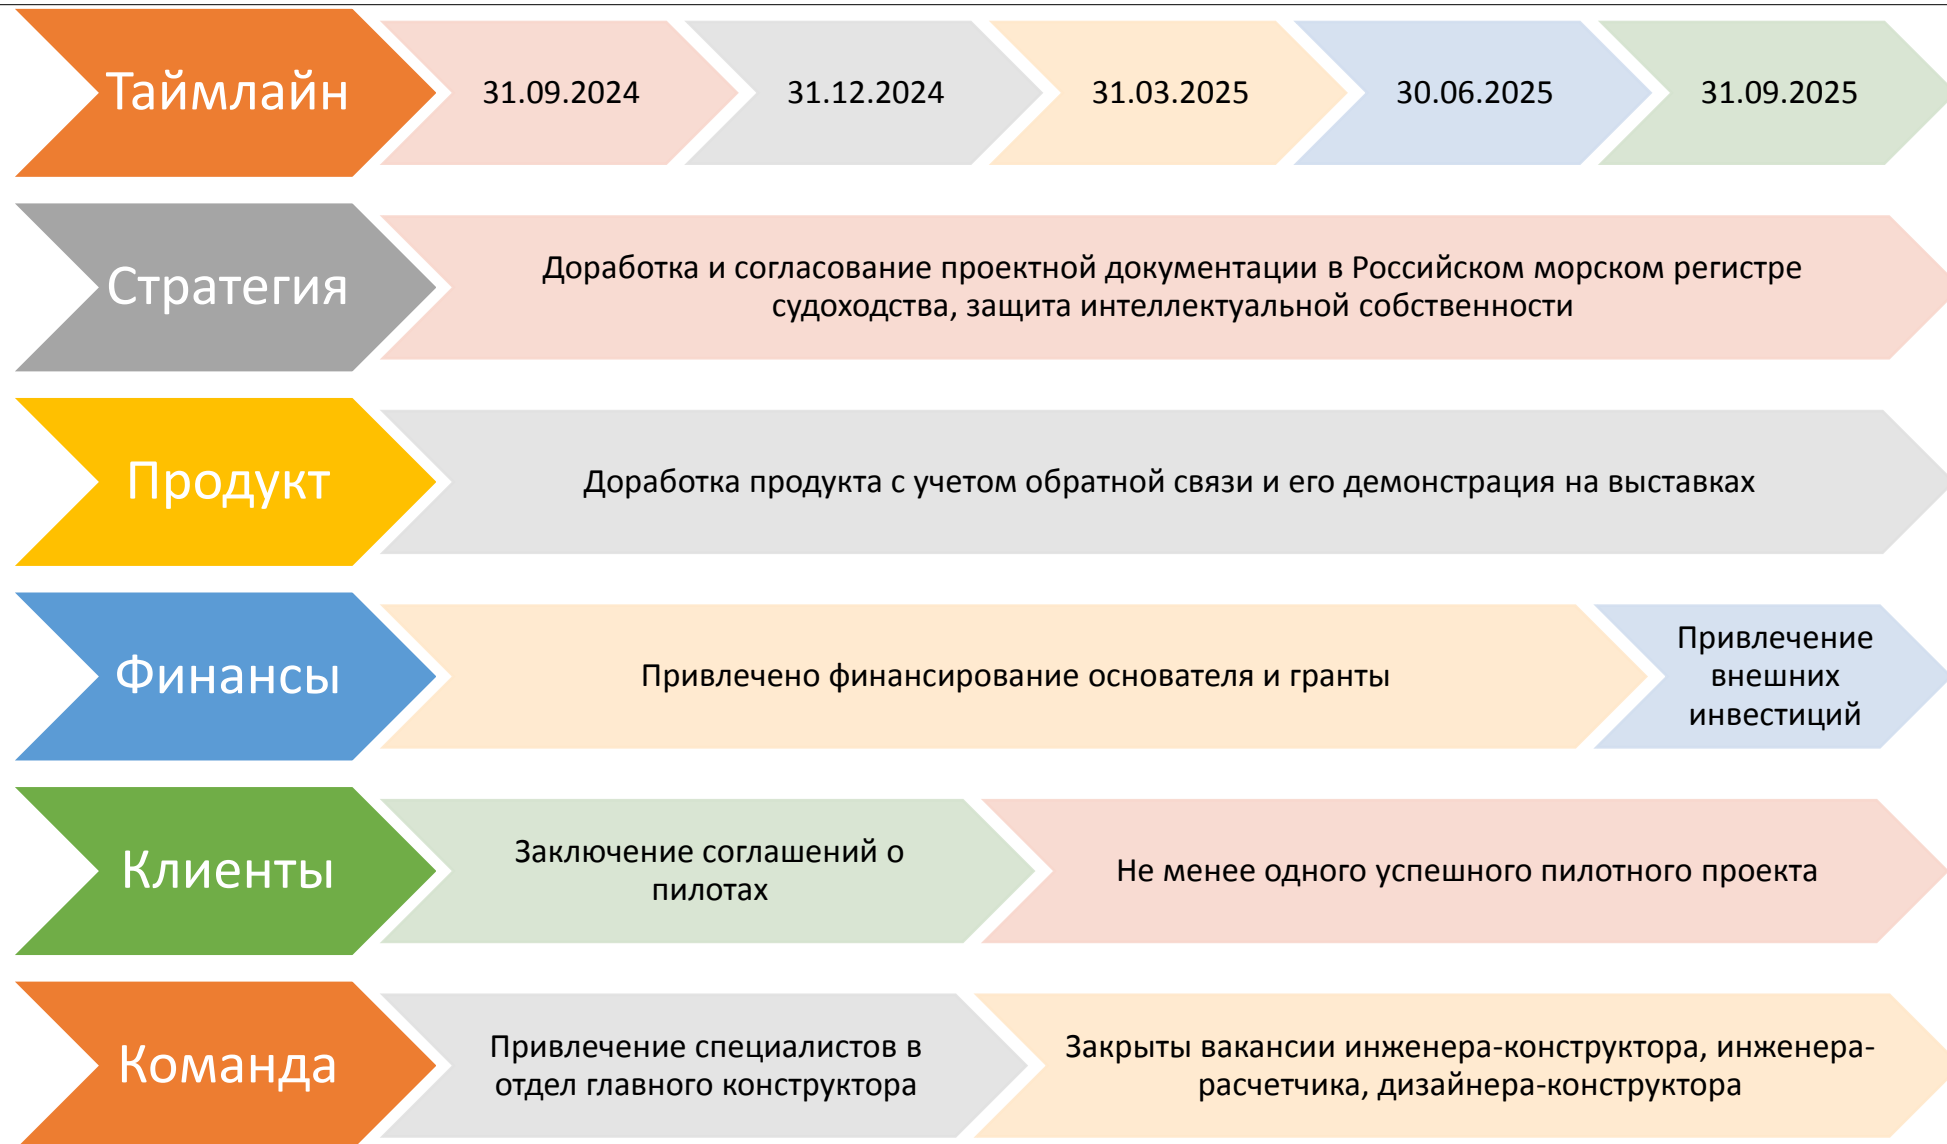 Таймлайн
31.09.2024
31.12.2024
31.03.2025
30.06.2025
31.09.2025
Стратегия
Доработка и согласование проектной документации в Российском морском регистре
судоходства, защита интеллектуальной собственности
Продукт
Доработка продукта с учетом обратной связи и его демонстрация на выставках
Финансы
Привлечено финансирование основателя и гранты
Привлечение
внешних
инвестиций
Клиенты
Заключение соглашений о
пилотах
Не менее одного успешного пилотного проекта
Команда
Привлечение специалистов в
отдел главного конструктора
Закрыты вакансии инженера-конструктора, инженера-
расчетчика, дизайнера-конструктора